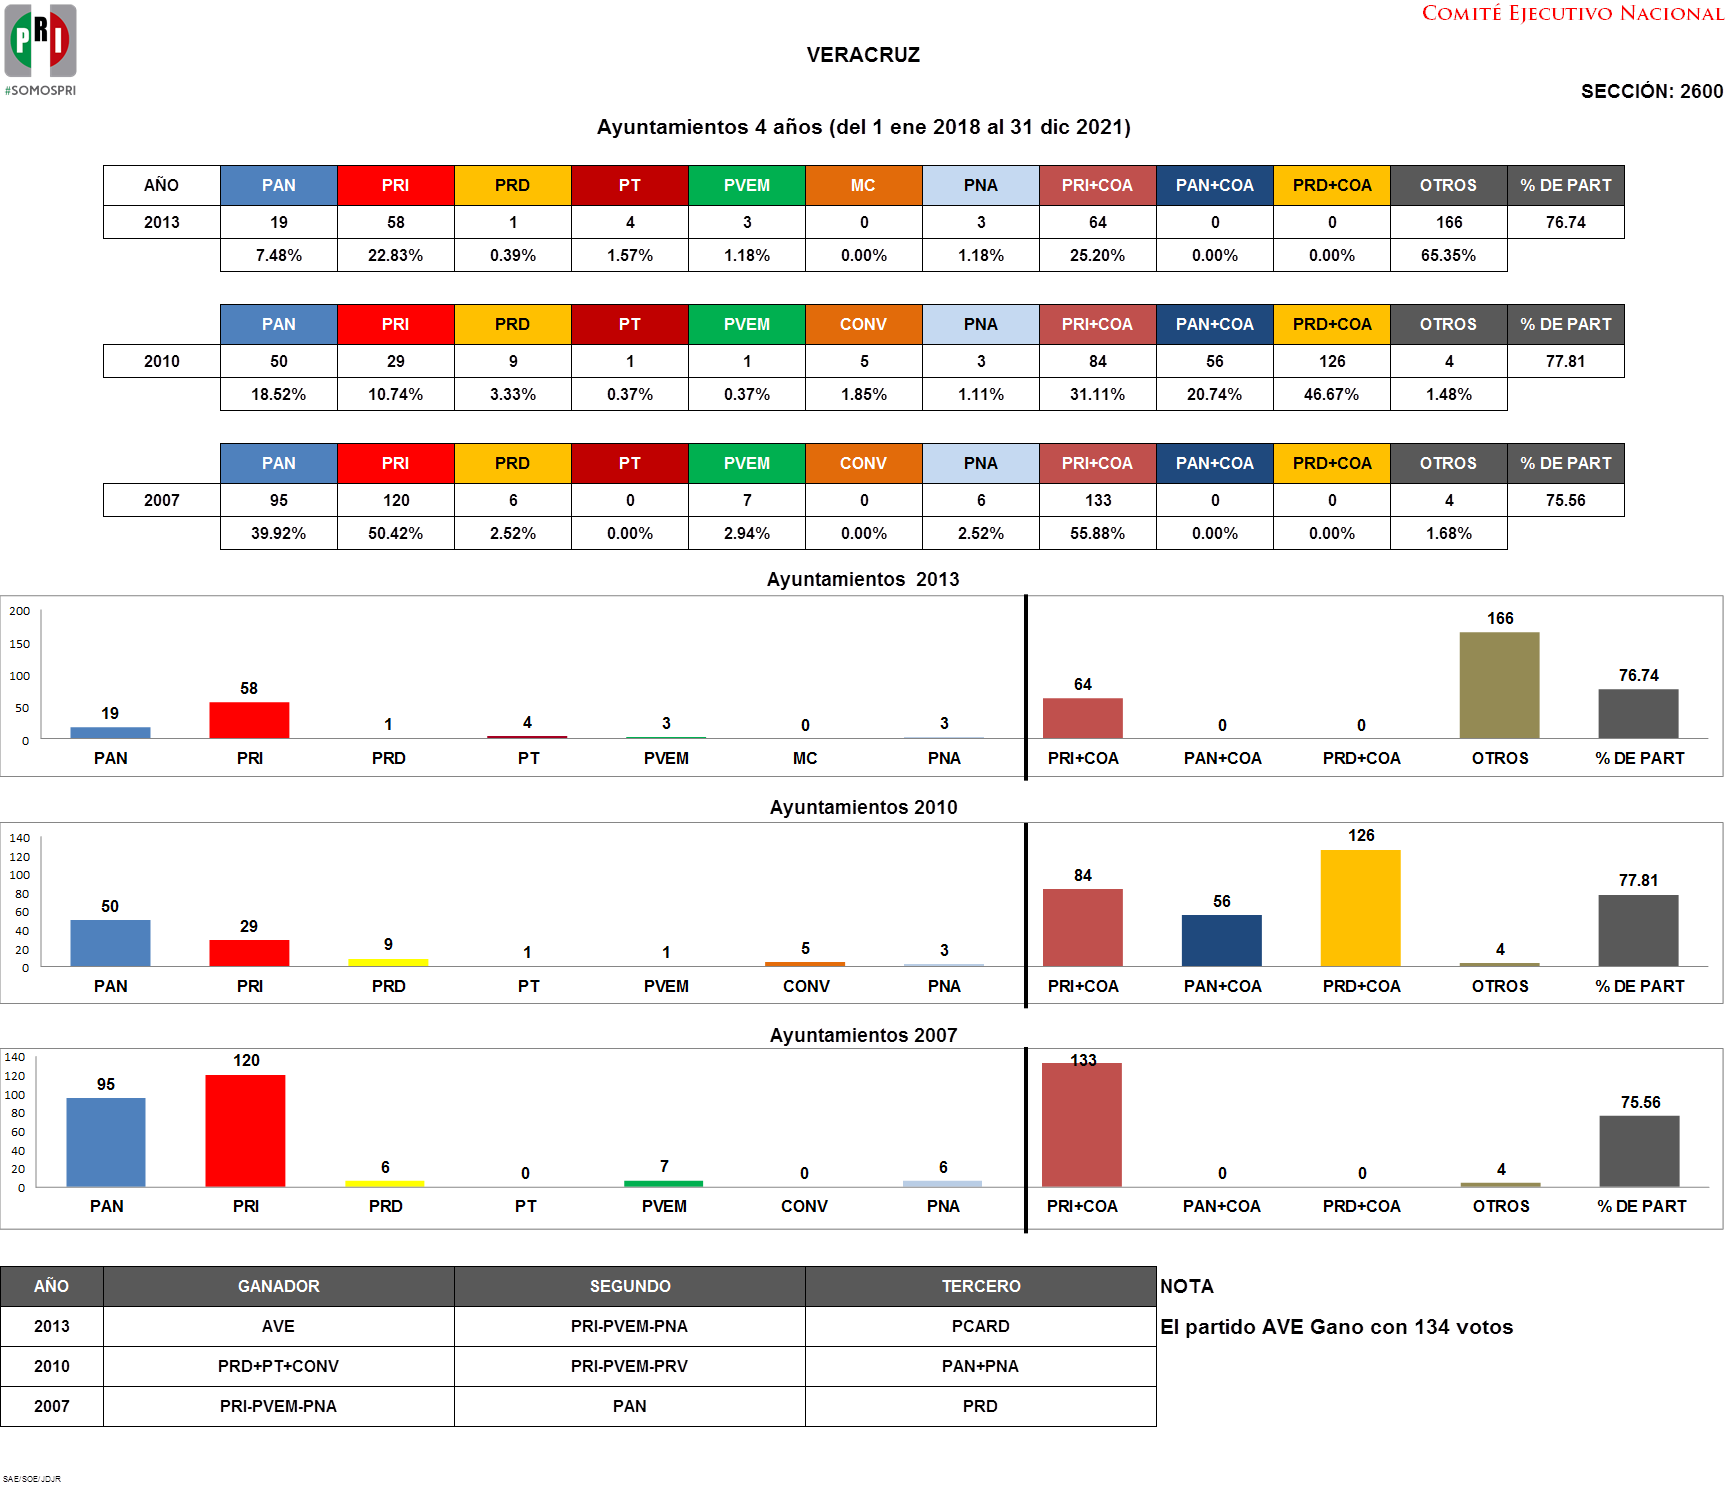 PRI
#SOMOSPRI
COMITÉ EJECUTIVO NACIONAL
VERACRUZ
SECCIÓN: 2600
Ayuntamientos 4 años (del 1 ene 2018 al 31 dic 2021)
AÑO PAN PRI PRD PT PVEM MC PNA PRI+COA PAN+COA PRD+COA OTROS % DE PART
2013 19 58 1 4 3 0 3 64 0 0 166 76.74
7.48% 22.83% 0.39% 1.57% 1.18% 0.00% 1.18% 25.20% 0.00% 0.00% 65.35%
PAN PRI PRD PT PVEM CONV PNA PRI+COA PAN+COA PRD+COA OTROS % DE PART
2010 50 29 9 1 1 5 3 84 56 126 4 77.81
18.52% 10.74% 3.33% 0.37% 0.37% 1.85% 1.11% 31.11% 20.74% 46.67% 1.48%
PAN PRI PRD PT PVEM CONV PNA PRI+COA PAN+COA PRD+COA OTROS % DE PART
2007 95 120 6 0 7 0 6 133 0 0 4 75.56
39.92% 50.42% 2.52% 0.00% 2.94% 0.00% 2.52% 55.88% 0.00% 0.00% 1.68%
Ayuntamientos 2013
200
150
100
50
0
19 58 1 4 3 0 3 64 0 0 166 76.74
PAN PRI PRD PT PVEM MC PNA PRI+COA PAN+COA PRD+COA OTROS % DE PART
Ayuntamientos 2010
140
120
100
80
60
40
20
0
50 29 9 1 1 5 3 84 56 126 4 77.81
PAN PRI PRD PT PVEM CONV PNA PRI+COA PAN+COA PRD+COA OTROS % DE PART
Ayuntamientos 2007
140
120
100
80
60
40
20
0
95 120 6 0 7 0 6 133 0 0 4 75.56
PAN PRI PRD PT PVEM CONV PNA PRI+COA PAN+COA PRD+COA OTROS % DE PART
AÑO GANADOR SEGUNDO TERCERO NOTA
2013 AVE PRI-PVEM-PNA PCARD El partido AVE Gano con 134 votos
2010 PRD+PT+CONV PRI-PVEM-PRV PAN+PNA
2007 PRI-PVEM-PNA PAN PRD
SAE/SOE/JDJR